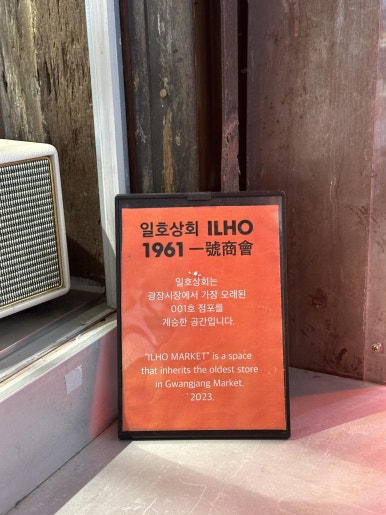 일호상회 ILHO
1961 一號商會
일호상회는
광장시장에서 가장 오래된
001호 점포를
계승한 공간입니다.
"ILHO MARKET" is a space
that inherits the oldest store
in Gwangjang Market.
2023.